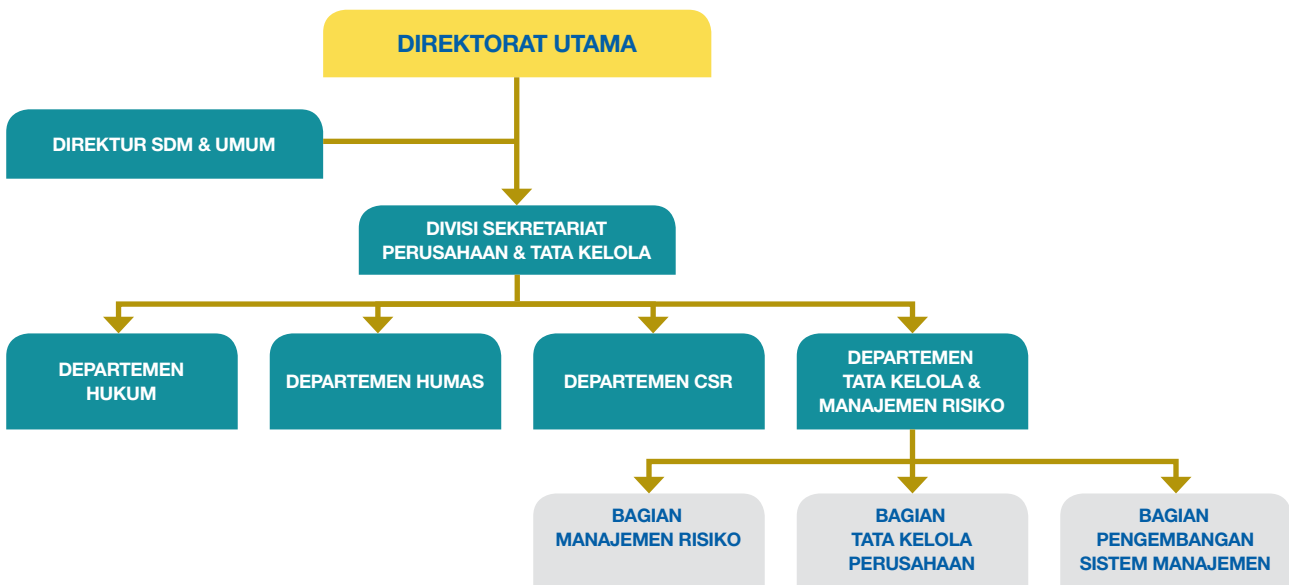 DIREKTORAT UTAMA
DIREKTUR SDM & UMUM
DIVISI SEKRETARIAT
PERUSAHAAN & TATA KELOLA
DEPARTEMEN
HUKUM
DEPARTEMEN HUMAS
DEPARTEMEN CSR
DEPARTEMEN
TATA KELOLA &
MANAJEMEN RISIKO
BAGIAN
MANAJEMEN RISIKO
BAGIAN
TATA KELOLA
PERUSAHAAN
BAGIAN
PENGEMBANGAN
SISTEM MANAJEMEN